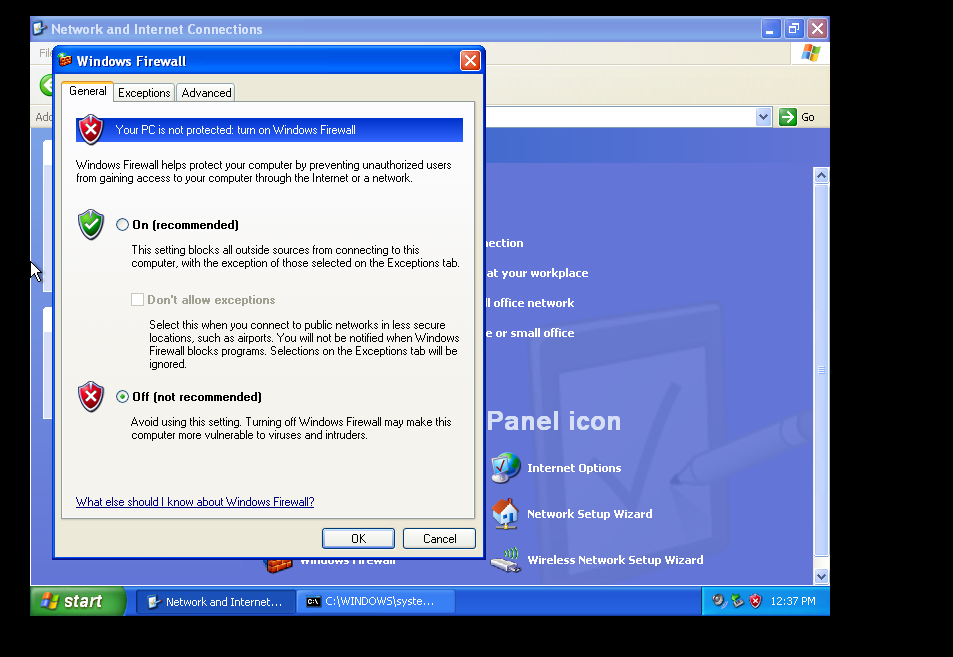 Network and Internet Connections
Windows Firewall
General
Exceptions
Advanced
Your PC is not protected: turn on Windows Firewall
Windows Firewall helps protect your computer by preventing unauthorized users
from gaining access to your computer through the Internet or a network.
On (recommended)
This setting blocks all outside sources from connecting to this
computer, with the exception of those selected on the Exceptions tab.
Don't allow exceptions
Select this when you connect to public networks in less secure
locations, such as airports. You will not be notified when Windows
Firewall blocks programs. Selections on the Exceptions tab will be
ignored.
Off (not recommended)
Avoid using this setting. Turning off Windows Firewall may make this
computer more vulnerable to viruses and intruders.
What else should I know about Windows Firewall?
OK
Cancel
Go
at your workplace
office network
or small office
Panel icon
Internet Options
Network Setup Wizard
Windows Firewall
Wireless Network Setup Wizard
start
Network and Internet...
C:\WINDOWS\syste...
12:37 PM